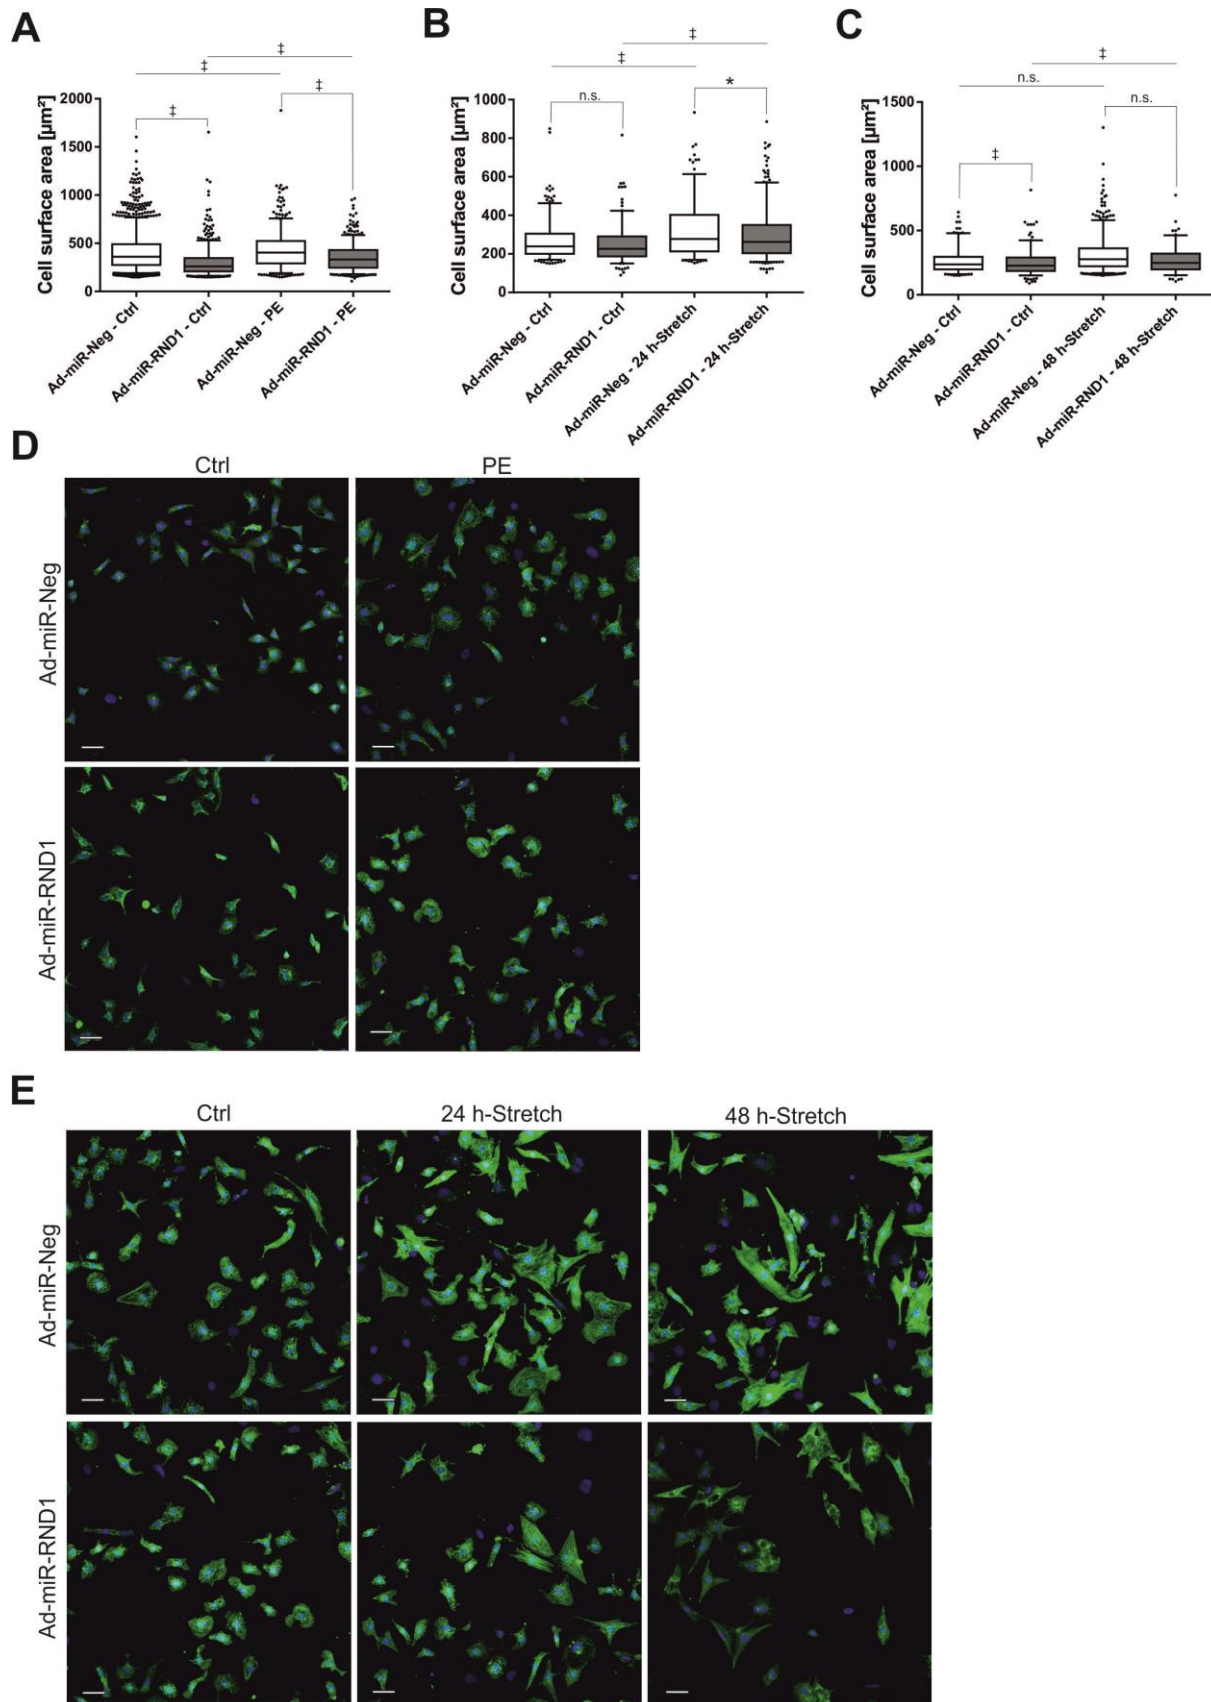 A
B
C
‡
‡
‡
‡
Cell surface area [µm²]
2000
1500
1000
500
0
Ad-miR-Neg - Ctrl
Ad-miR-RND1 - Ctrl
Ad-miR-Neg - PE
Ad-miR-RND1 - PE
‡
‡
n.s.
*
Cell surface area [µm²]
1000
800
600
400
200
0
Ad-miR-Neg - Ctrl
Ad-miR-RND1 - Ctrl
Ad-miR-Neg - 24 h-Stretch
Ad-miR-RND1 - 24 h-Stretch
‡
n.s.
n.s.
‡
Cell surface area [µm²]
1500
1000
500
0
Ad-miR-Neg - Ctrl
Ad-miR-RND1 - Ctrl
Ad-miR-Neg - 48 h-Stretch
Ad-miR-RND1 - 48 h-Stretch
D
Ctrl
PE
Ad-miR-Neg
Ad-miR-RND1
E
Ctrl
24 h-Stretch
48 h-Stretch
Ad-miR-Neg
Ad-miR-RND1